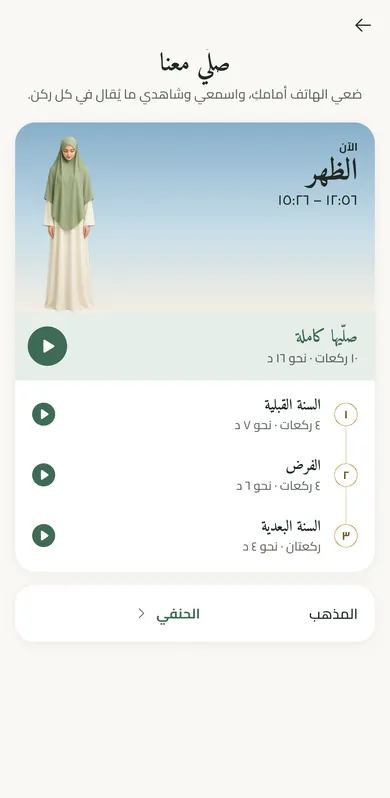 صلي معنا
ضعي الهاتف أمامكِ، واسمعي وشاهدي ما يُقال في كل ركن.
الآن
الظهر
١٢:٥٦ – ١٥:٢٦
صلّيها كاملة
١٠ ركعات · نحو ١٦ د
١
السنة القبلية
٤ ركعات · نحو ٧ د
٢
الفرض
٤ ركعات · نحو ٦ د
٣
السنة البعدية
ركعتان · نحو ٤ د
المذهب
الحنفي